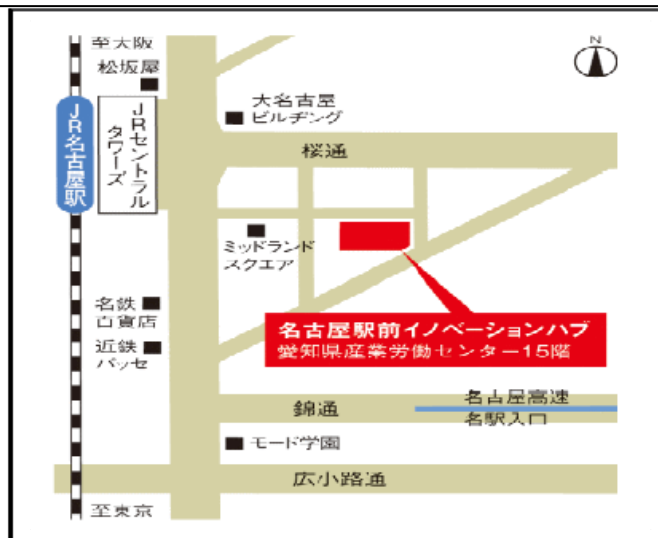 至大阪
N
松坂屋
大名古屋
ビルヂング
JR名古屋駅
JRセントラル
タワーズ
桜通
ミッドランド
スクエア
名鉄
百貨店
名古屋駅前イノベーションハブ
愛知県産業労働センター15階
近鉄
パッセ
名古屋高速
錦通
名駅入口
モード学園
広小路通
至東京